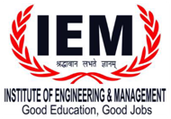 IEM
श्रद्धावान लभते ज्ञानम्
INSTITUTE OF ENGINEERING & MANAGEMENT
Good Education, Good Jobs